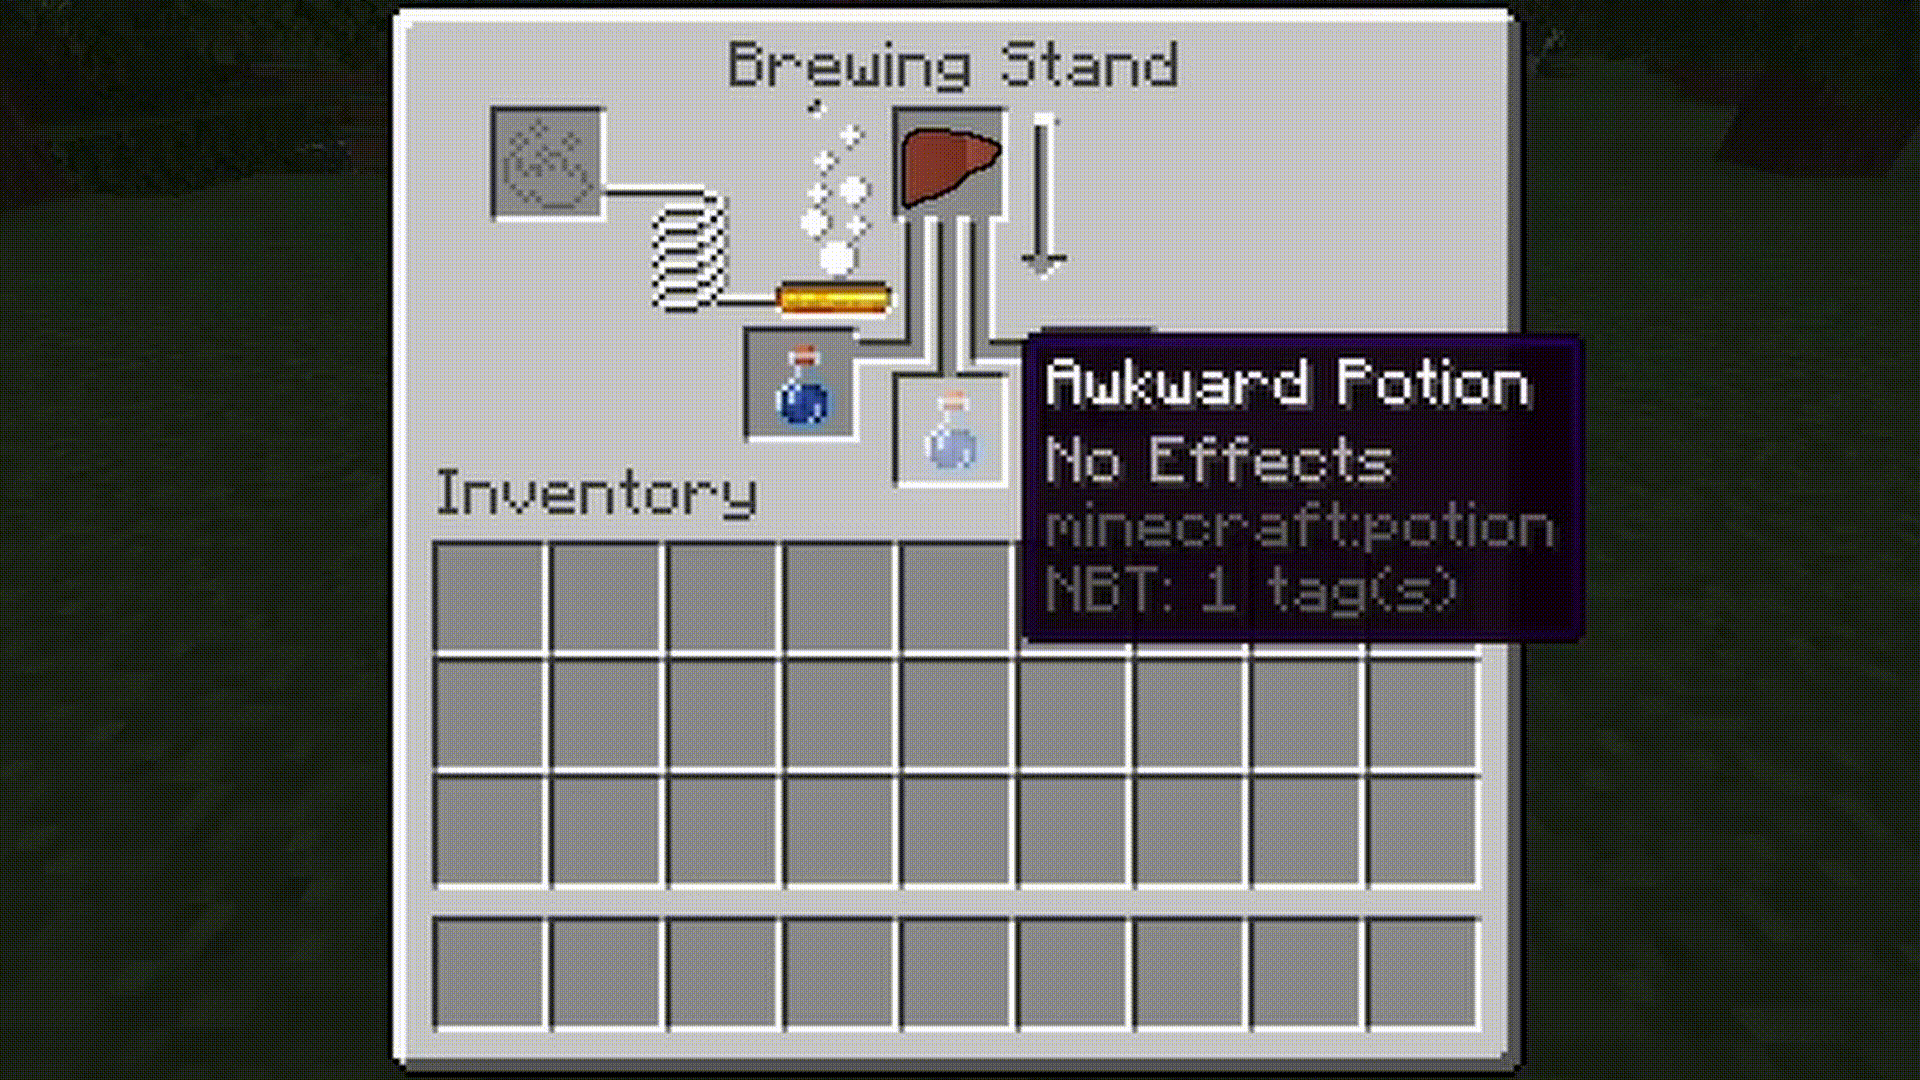 Brewing Stand
Awkward Potion
No Effects
minecraft:potion
NBT: 1 tag(s)
Inventory